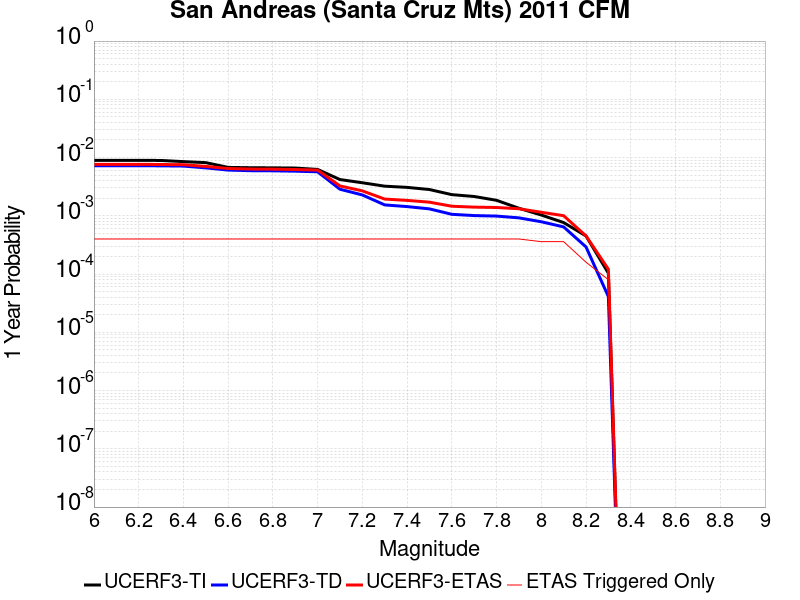 San Andreas (Santa Cruz Mts) 2011 CFM
1 Year Probability
10 0
10 -1
10 -2
10 -3
10 -4
10 -5
10 -6
10 -7
10 -8
6 6.2 6.4 6.6 6.8 7 7.2 7.4 7.6 7.8 8 8.2 8.4 8.6 8.8 9
Magnitude
UCERF3-TI UCERF3-TD UCERF3-ETAS ETAS Triggered Only